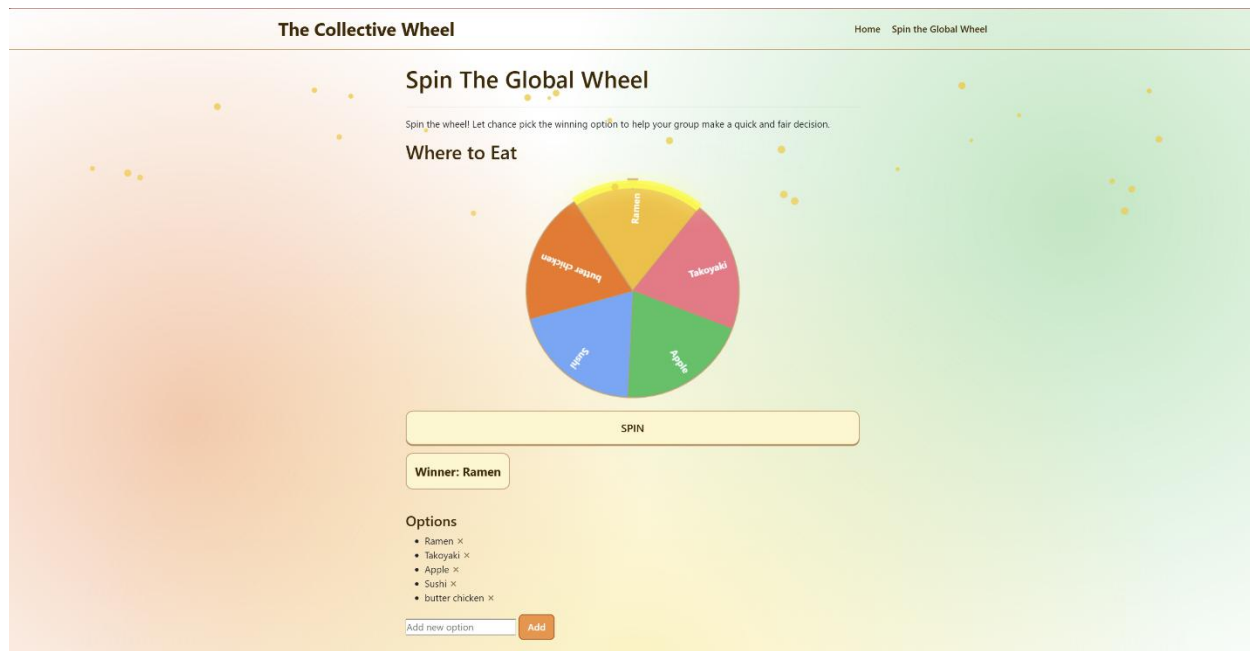 The Collective Wheel
Home Spin the Global Wheel
Spin The Global Wheel
Spin the wheel! Let chance pick the winning option to help your group make a quick and fair decision.
Where to Eat
Ramen
Takoyaki
butter chicken
Sushi
Apple
SPIN
Winner: Ramen
Options
• Ramen ×
• Takoyaki ×
• Apple ×
• Sushi ×
• butter chicken ×
Add new option Add